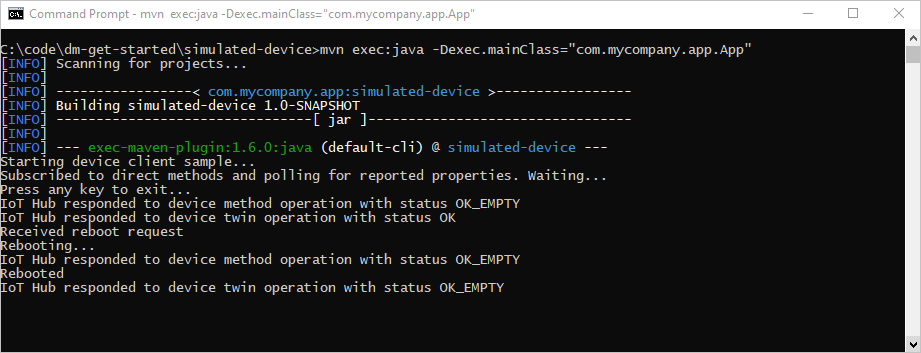 Command Prompt - mvn  exec:java -Dexec.mainClass="com.mycompany.app.App"
C:\code\dm-get-started\simulated-device>mvn exec:java -Dexec.mainClass="com.mycompany.app.App"
[INFO] Scanning for projects...
[INFO]
[INFO] -----------------< com.mycompany.app:simulated-device >-----------------
[INFO] Building simulated-device 1.0-SNAPSHOT
[INFO] --------------------------------[ jar ]---------------------------------
[INFO]
[INFO] --- exec-maven-plugin:1.6.0:java (default-cli) @ simulated-device ---
Starting device client sample...
Subscribed to direct methods and polling for reported properties. Waiting...
Press any key to exit...
IoT Hub responded to device method operation with status OK_EMPTY
IoT Hub responded to device twin operation with status OK
Received reboot request
Rebooting...
IoT Hub responded to device method operation with status OK_EMPTY
Rebooted
IoT Hub responded to device twin operation with status OK_EMPTY